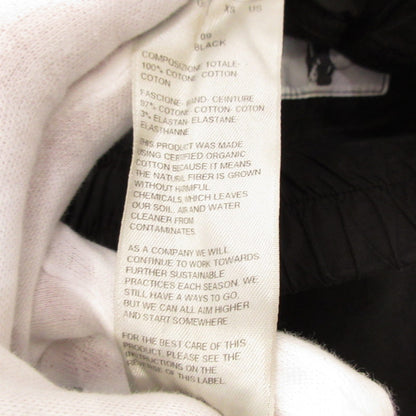 XS US
09
BLACK
COMPOSIZIONE: TOTALE-
100% COTONE- COTTON-
COTON
FASCIONE- BAND- CEINTURE
97% COTONE- COTTON- COTON
3% ELASTAN- ELASTANE
ELASTHANNE
THIS PRODUCT WAS MADE
USING CERTIFIED ORGANIC
COTTON BECAUSE IT MEANS
THE NATURAL FIBER IS GROWN
WITHOUT HARMFUL
CHEMICALS WHICH LEAVES
OUR SOIL, AIR AND WATER
CLEANER FROM
CONTAMINATES.
AS A COMPANY WE WILL
CONTINUE TO WORK TOWARDS
FURTHER SUSTAINABLE
PRACTICES EACH SEASON. WE
STILL HAVE A WAYS TO GO
BUT WE CAN ALL AIM HIGHER
AND START SOMEWHERE
FOR THE BEST CARE OF THIS
PRODUCT, PLEASE SEE THE
INSTRUCTIONS ON THE
REVERSE OF THIS LABEL.